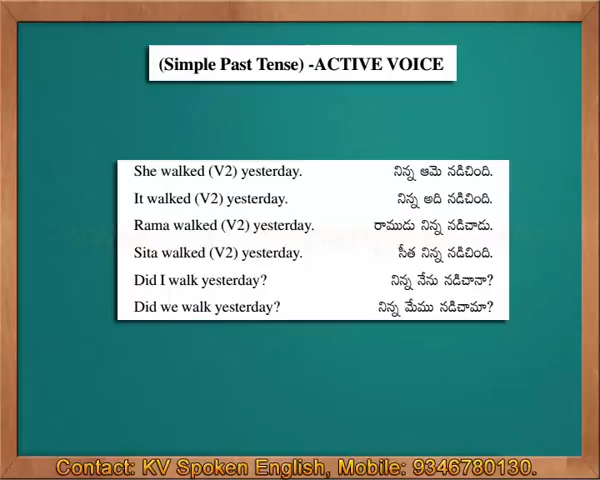 (Simple Past Tense) -ACTIVE VOICE
She walked (V2) yesterday. నిన్న ఆమె నడిచింది.
It walked (V2) yesterday. నిన్న అది నడిచింది.
Rama walked (V2) yesterday. రాముడు నిన్న నడిచాడు.
Sita walked (V2) yesterday. సీత నిన్న నడిచింది.
Did I walk yesterday? నిన్న నేను నడిచానా?
Did we walk yesterday? నిన్న మేము నడిచామా?
Contact: KV Spoken English, Mobile: 9346780130.